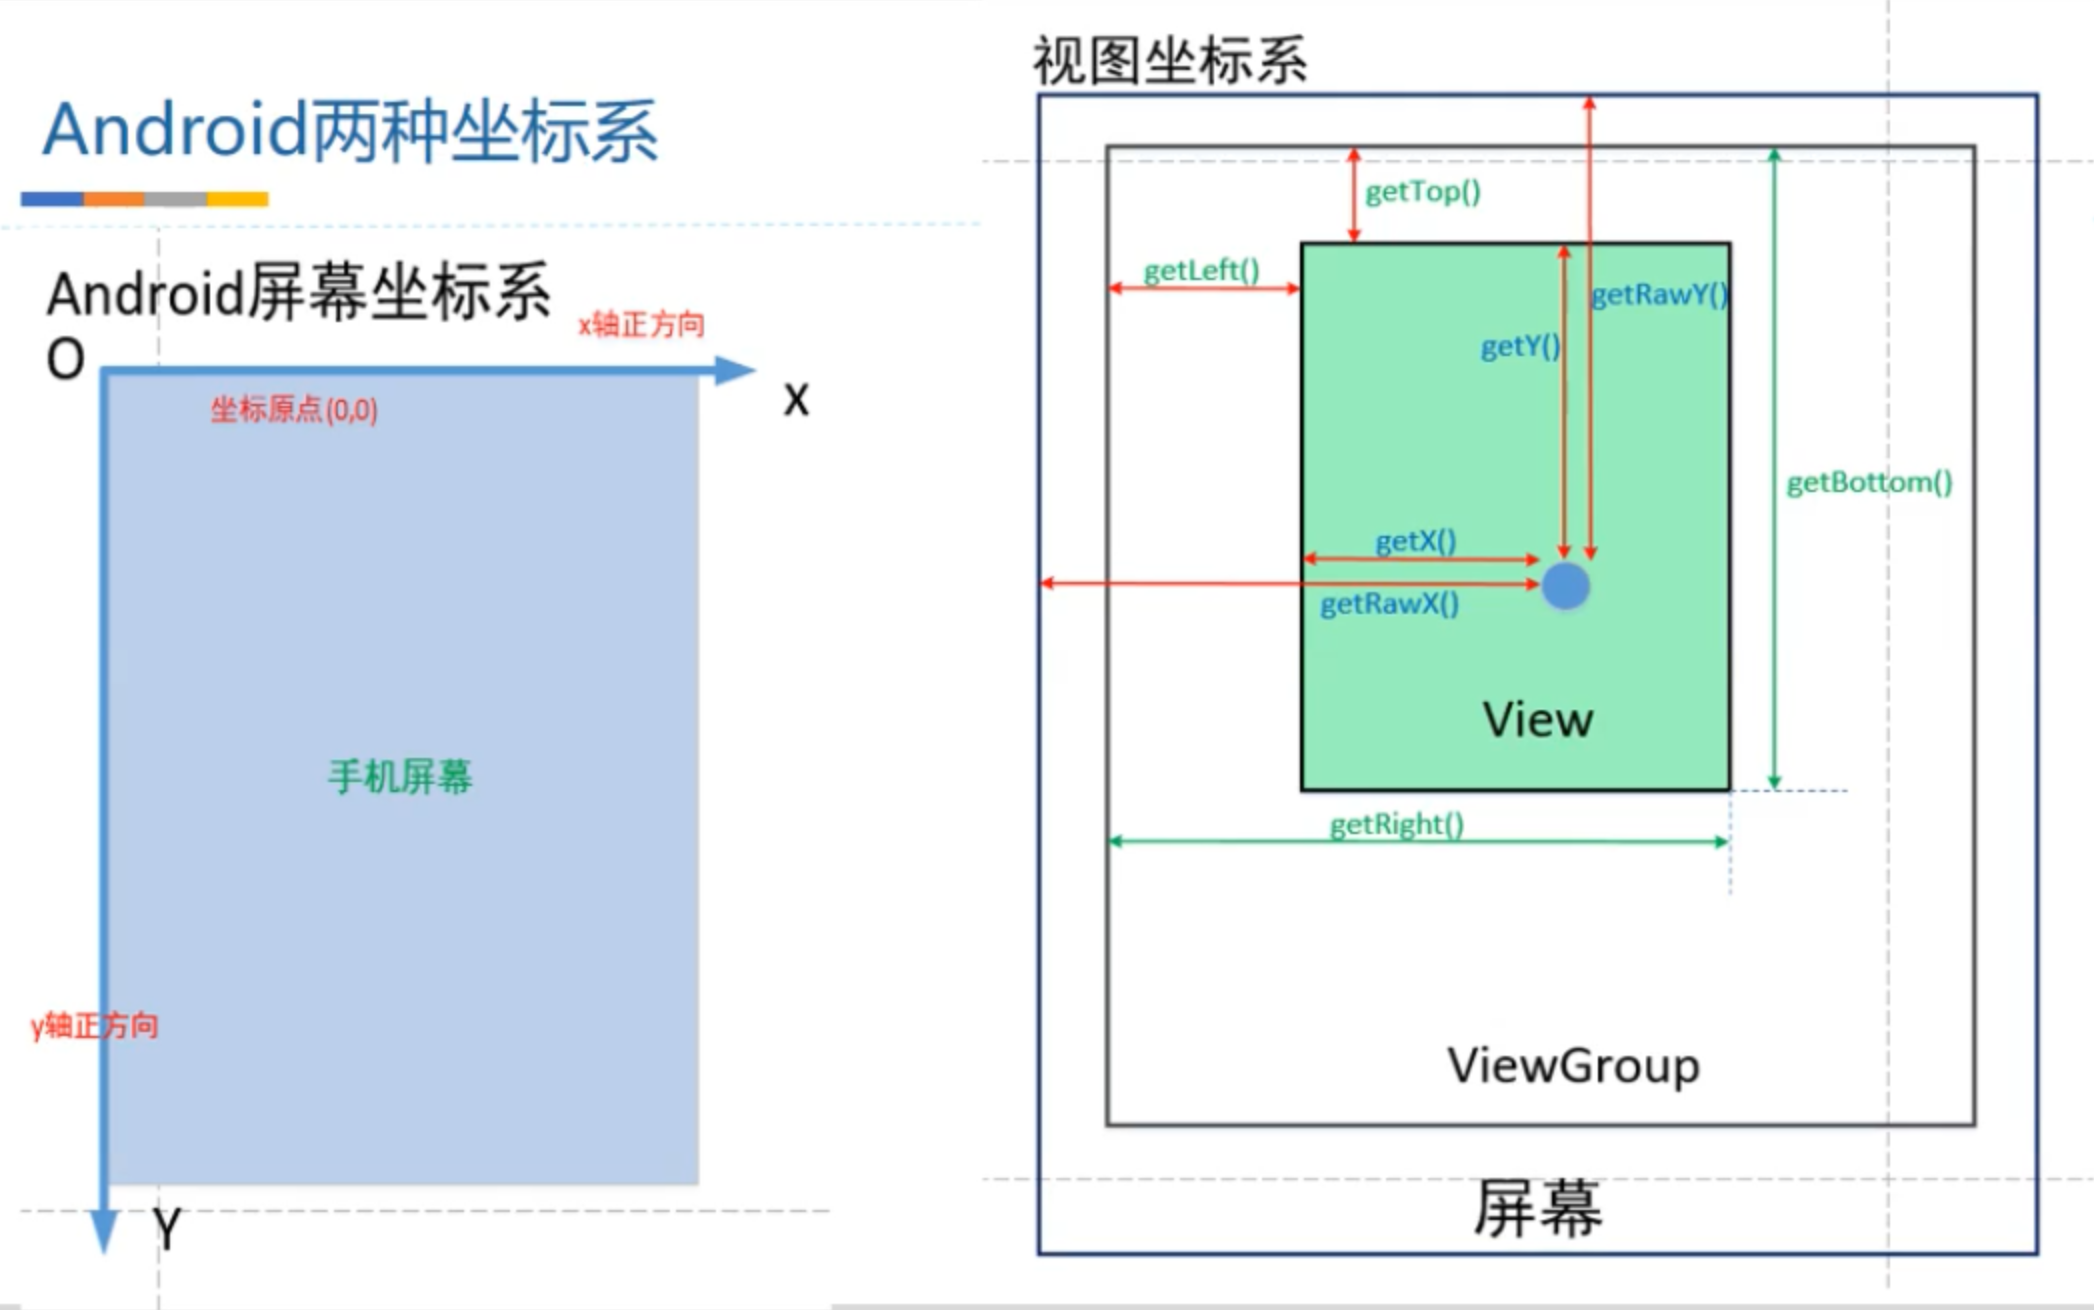 Android两种坐标系
Android屏幕坐标系
O
x轴正方向
X
坐标原点(0,0)
手机屏幕
y轴正方向
Y
视图坐标系
getTop()
getLeft()
getRawY()
getY()
getBottom()
getX()
getRawX()
View
getRight()
ViewGroup
屏幕